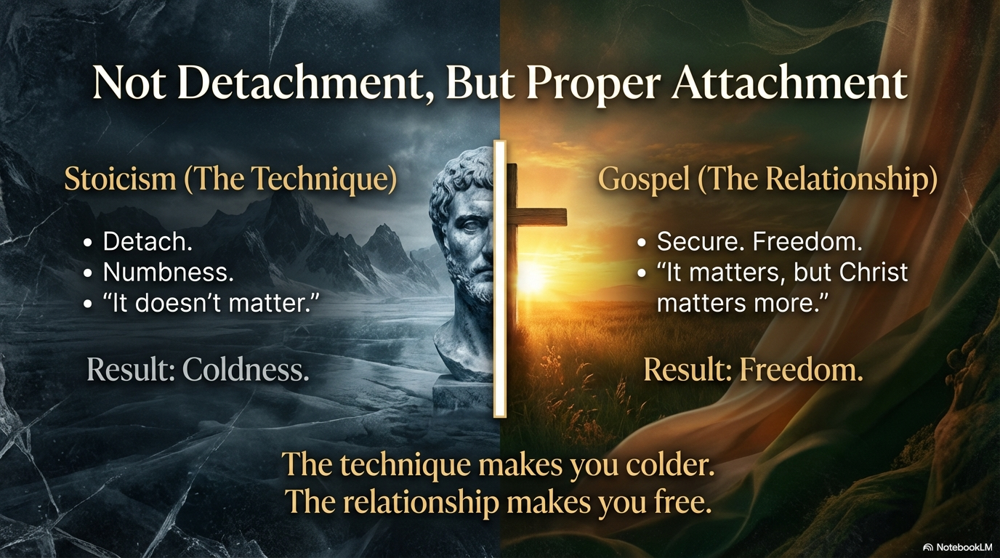 Not Detachment, But Proper Attachment
Stoicism (The Technique)
• Detach.
• Numbness.
• “It doesn’t matter.”
Result: Coldness.
Gospel (The Relationship)
• Secure. Freedom.
• “It matters, but Christ
matters more.”
Result: Freedom.
The technique makes you colder.
The relationship makes you free.
NotebookLM